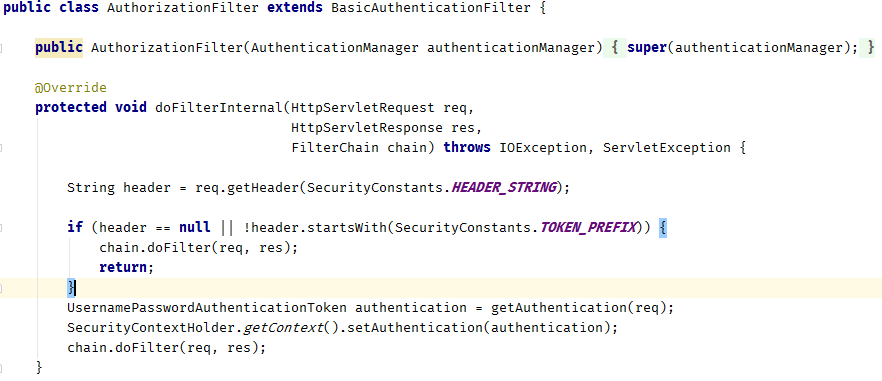 public class AuthorizationFilter extends BasicAuthenticationFilter {
public AuthorizationFilter(AuthenticationManager authenticationManager) { super(authenticationManager); }
@Override
protected void doFilterInternal(HttpServletRequest req,
HttpServletResponse res,
FilterChain chain) throws IOException, ServletException {
String header = req.getHeader(SecurityConstants.HEADER_STRING);
if (header == null || !header.startsWith(SecurityConstants.TOKEN_PREFIX)) {
chain.doFilter(req, res);
return;
}
UsernamePasswordAuthenticationToken authentication = getAuthentication(req);
SecurityContextHolder.getContext().setAuthentication(authentication);
chain.doFilter(req, res);
}